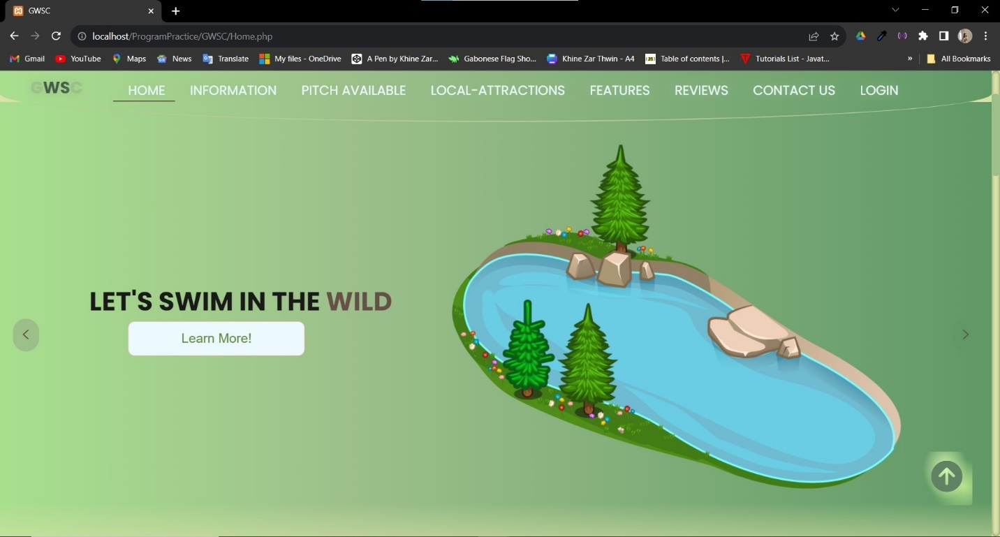 GWSC
localhost/ProgramPractice/GWSC/Home.php
Gmail YouTube Maps News Translate My files - OneDrive A Pen by Khine Zar... Gabonese Flag Sho... Khine Zar Thwin - A4 Table of contents |... Tutorials List - Javat... » All Bookmarks
GWSC HOME INFORMATION PITCH AVAILABLE LOCAL-ATTRACTIONS FEATURES REVIEWS CONTACT US LOGIN
LET'S SWIM IN THE WILD
Learn More!